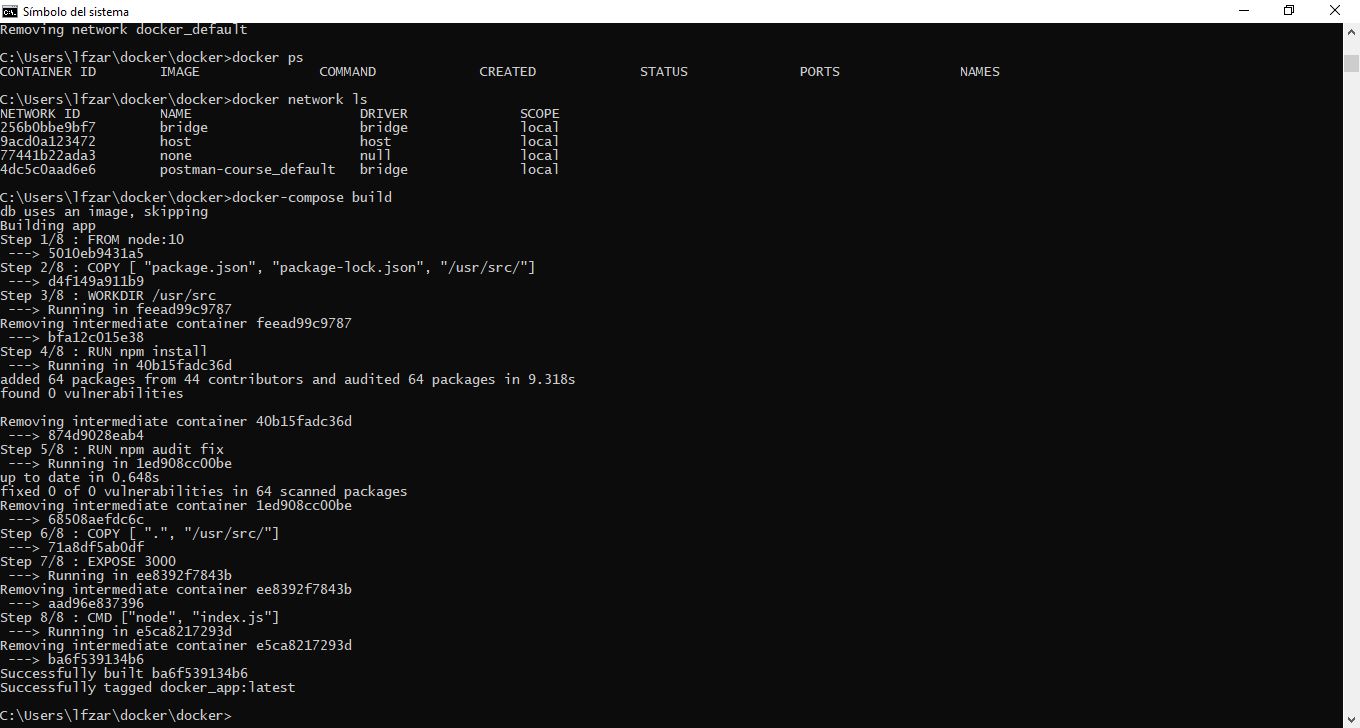 Símbolo del sistema
Removing network docker_default
C:\Users\lfzar\docker\docker>docker ps
CONTAINER ID        IMAGE               COMMAND             CREATED             STATUS              PORTS               NAMES
C:\Users\lfzar\docker\docker>docker network ls
NETWORK ID          NAME                     DRIVER              SCOPE
256b0bbe9bf7        bridge                   bridge              local
9acd0a123472        host                     host                local
77441b22ada3        none                     null                local
4dc5c0aad6e6        postman-course_default   bridge              local
C:\Users\lfzar\docker\docker>docker-compose build
db uses an image, skipping
Building app
Step 1/8 : FROM node:10
 ---> 5010eb9431a5
Step 2/8 : COPY [ "package.json", "package-lock.json", "/usr/src/"]
 ---> d4f149a911b9
Step 3/8 : WORKDIR /usr/src
 ---> Running in feead99c9787
Removing intermediate container feead99c9787
 ---> bfa12c015e38
Step 4/8 : RUN npm install
 ---> Running in 40b15fadc36d
added 64 packages from 44 contributors and audited 64 packages in 9.318s
found 0 vulnerabilities
Removing intermediate container 40b15fadc36d
 ---> 874d9028eab4
Step 5/8 : RUN npm audit fix
 ---> Running in 1ed908cc00be
up to date in 0.648s
fixed 0 of 0 vulnerabilities in 64 scanned packages
Removing intermediate container 1ed908cc00be
 ---> 68508aefdc6c
Step 6/8 : COPY [ ".", "/usr/src/"]
 ---> 71a8df5ab0df
Step 7/8 : EXPOSE 3000
 ---> Running in ee8392f7843b
Removing intermediate container ee8392f7843b
 ---> aad96e837396
Step 8/8 : CMD ["node", "index.js"]
 ---> Running in e5ca8217293d
Removing intermediate container e5ca8217293d
 ---> ba6f539134b6
Successfully built ba6f539134b6
Successfully tagged docker_app:latest
C:\Users\lfzar\docker\docker>